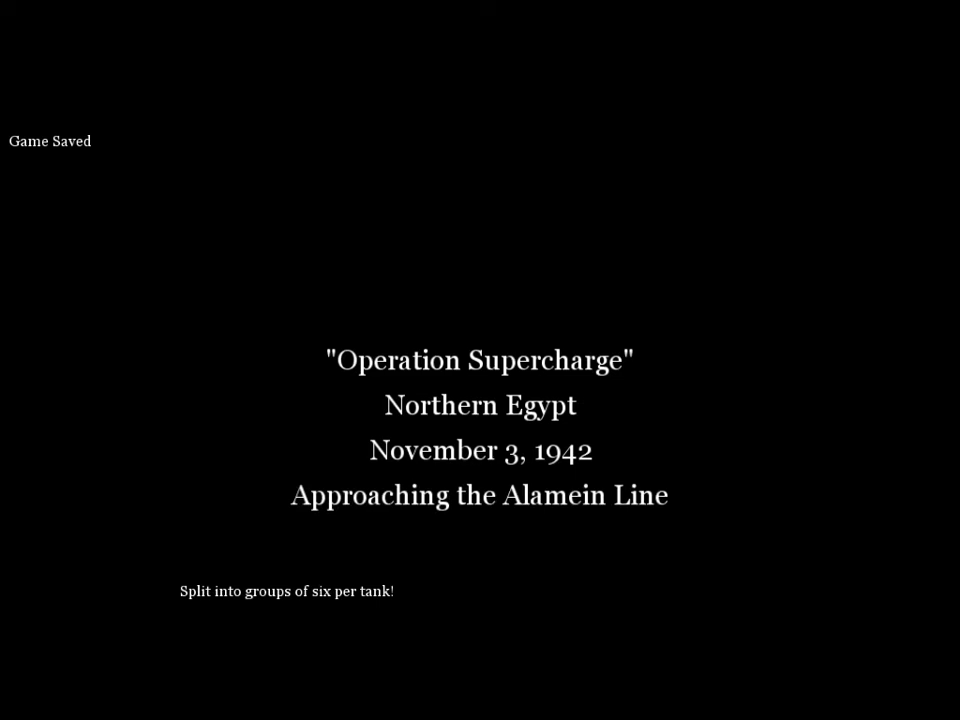 Game Saved
"Operation Supercharge"
Northern Egypt
November 3, 1942
Approaching the Alamein Line
Split into groups of six per tank!